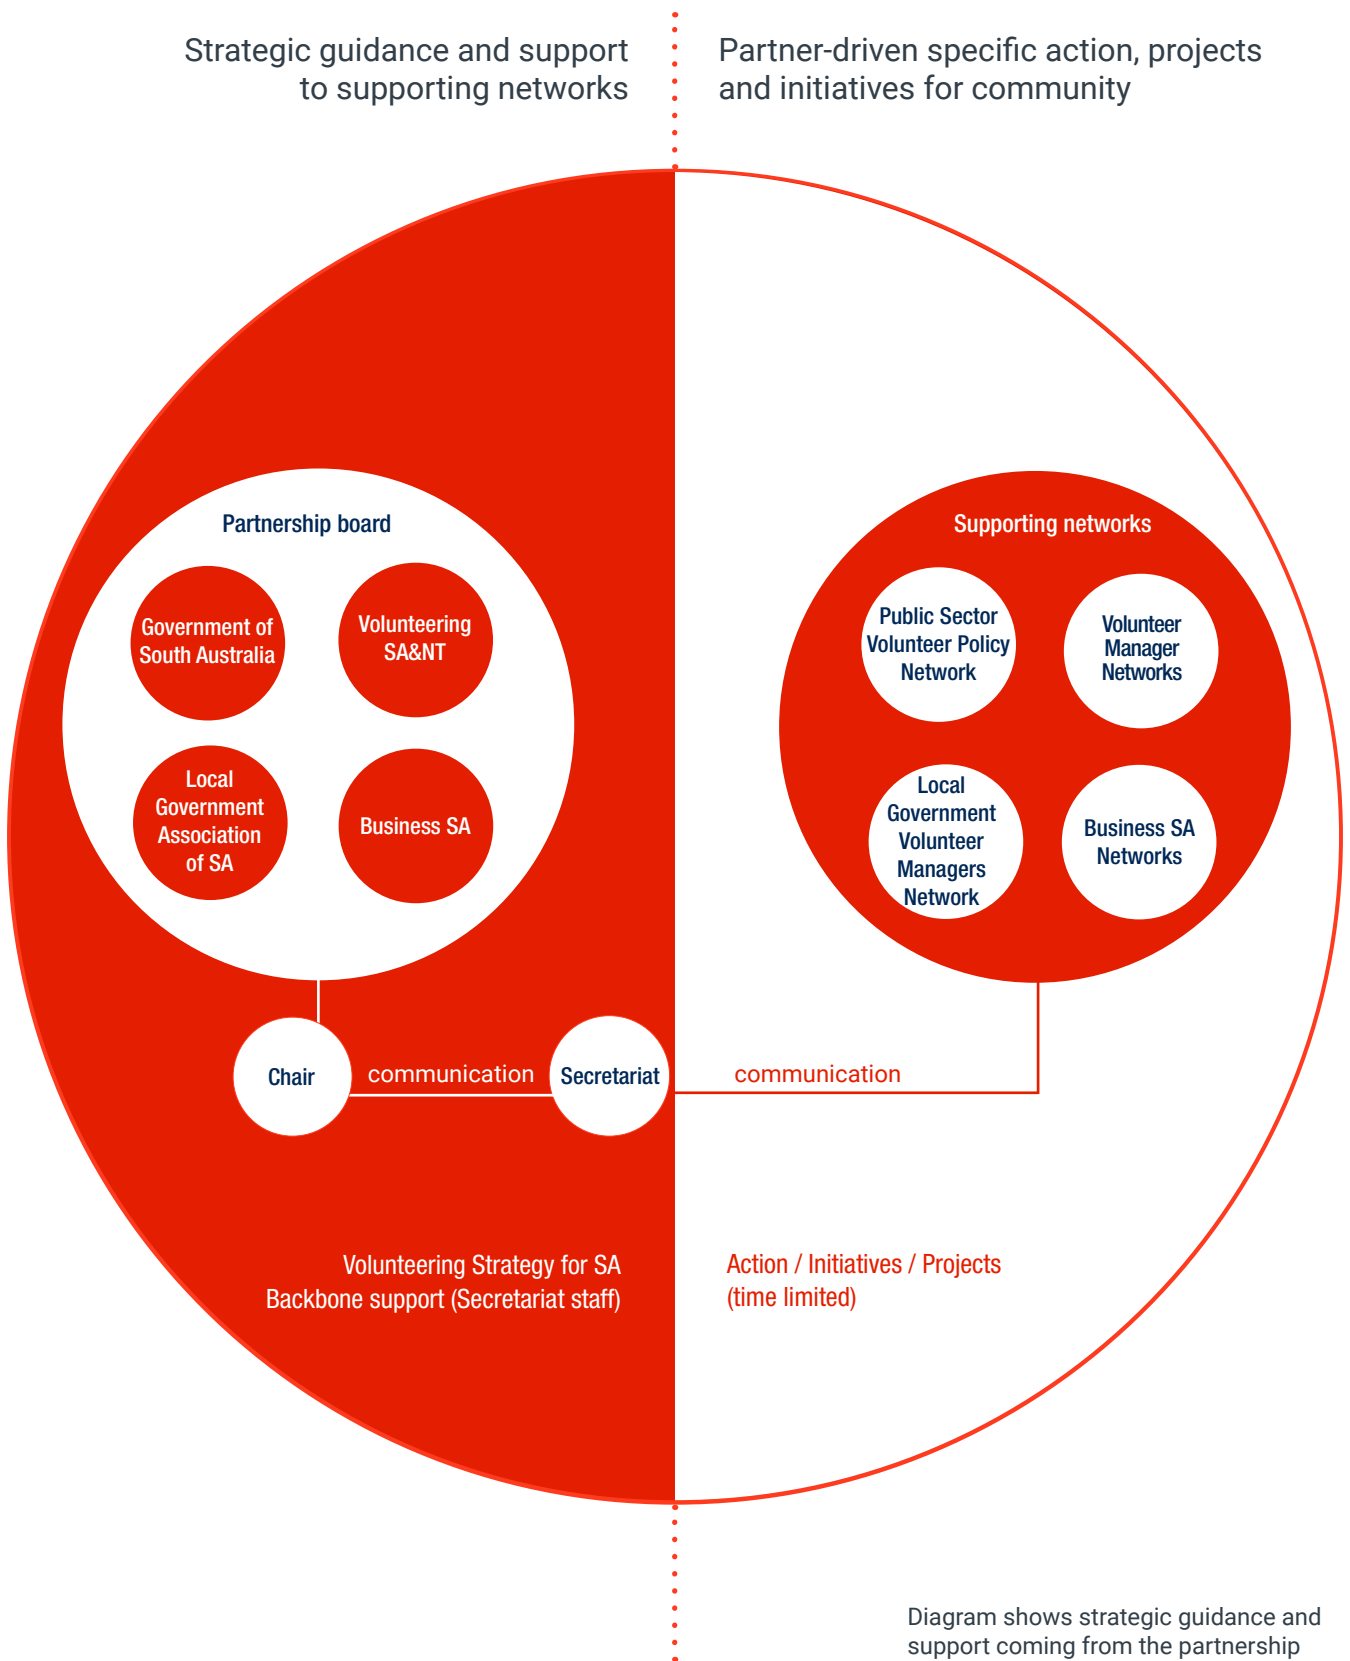 Strategic guidance and support
to supporting networks
Partner-driven specific action, projects
and initiatives for community
Partnership board
Government of
South Australia
Volunteering
SA&NT
Local
Government
Association
of SA
Business SA
Supporting networks
Public Sector
Volunteer Policy
Network
Volunteer
Manager
Networks
Local
Government
Volunteer
Managers
Network
Business SA
Networks
Chair
communication
Secretariat
communication
Volunteering Strategy for SA
Backbone support (Secretariat staff)
Action / Initiatives / Projects
(time limited)
Diagram shows strategic guidance and
support coming from the partnership